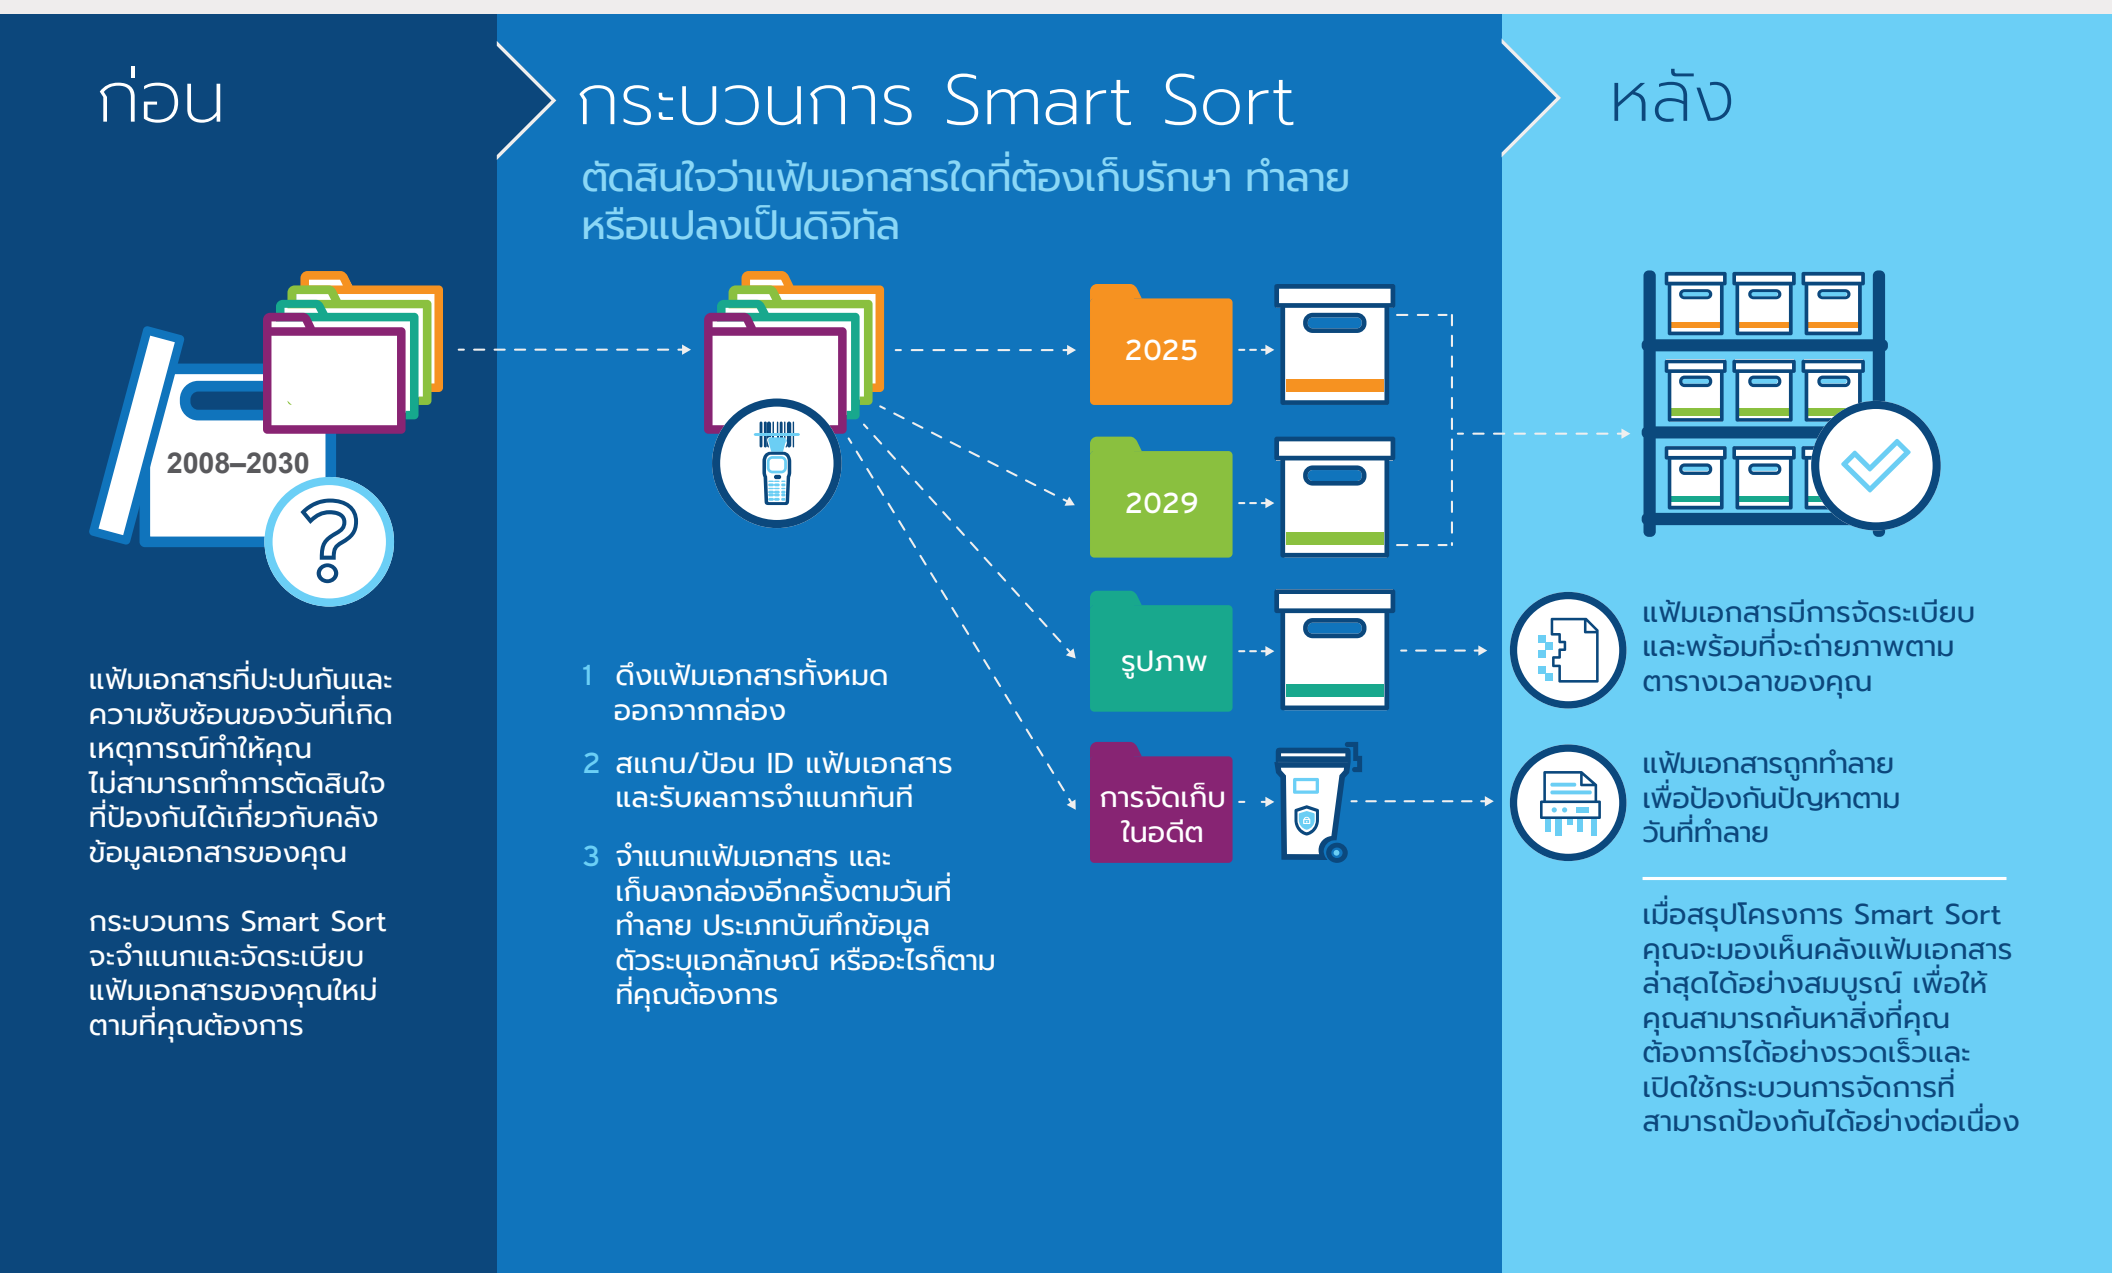 ก่อน
2008–2030
แฟ้มเอกสารที่ปะปนกันและ
ความซับซ้อนของวันที่เกิด
เหตุการณ์ทำให้คุณ
ไม่สามารถทำการตัดสินใจ
ที่ป้องกันได้เกี่ยวกับคลัง
ข้อมูลเอกสารของคุณ
กระบวนการ Smart Sort
จะจำแนกและจัดระเบียบ
แฟ้มเอกสารของคุณใหม่
ตามที่คุณต้องการ
กระบวนการ Smart Sort
ตัดสินใจว่าแฟ้มเอกสารใดที่ต้องเก็บรักษา ทำลาย
หรือแปลงเป็นดิจิทัล
1 ดึงแฟ้มเอกสารทั้งหมด
ออกจากกล่อง
2 สแกน/ป้อน ID แฟ้มเอกสาร
และรับผลการจำแนกทันที
3 จำแนกแฟ้มเอกสาร และ
เก็บลงกล่องอีกครั้งตามวันที่
ทำลาย ประเภทบันทึกข้อมูล
ตัวระบุเอกลักษณ์ หรืออะไรก็ตาม
ที่คุณต้องการ
2025
2029
รูปภาพ
การจัดเก็บ
ในอดีต
หลัง
แฟ้มเอกสารมีการจัดระเบียบ
และพร้อมที่จะถ่ายภาพตาม
ตารางเวลาของคุณ
แฟ้มเอกสารถูกทำลาย
เพื่อป้องกันปัญหาตาม
วันที่ทำลาย
เมื่อสรุปโครงการ Smart Sort
คุณจะมองเห็นคลังแฟ้มเอกสาร
ล่าสุดได้อย่างสมบูรณ์ เพื่อให้
คุณสามารถค้นหาสิ่งที่คุณ
ต้องการได้อย่างรวดเร็วและ
เปิดใช้กระบวนการจัดการที่
สามารถป้องกันได้อย่างต่อเนื่อง